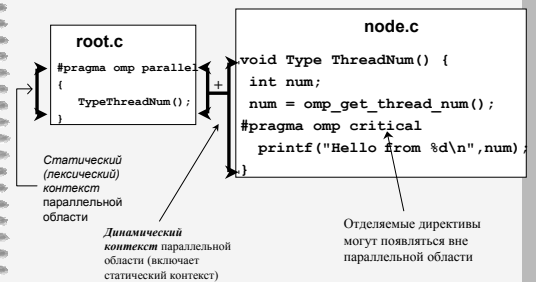 root.c
#pragma omp parallel
{
TypeThreadNum();
}
+
node.c
void Type ThreadNum() {
int num;
num = omp_get_thread_num();
#pragma omp critical
printf("Hello from %d\n",num);
}
Статический
(лексический)
контекст
параллельной
области
Динамический
контекст параллельной
области (включает
статический контекст)
Отделяемые директивы
могут появляться вне
параллельной области